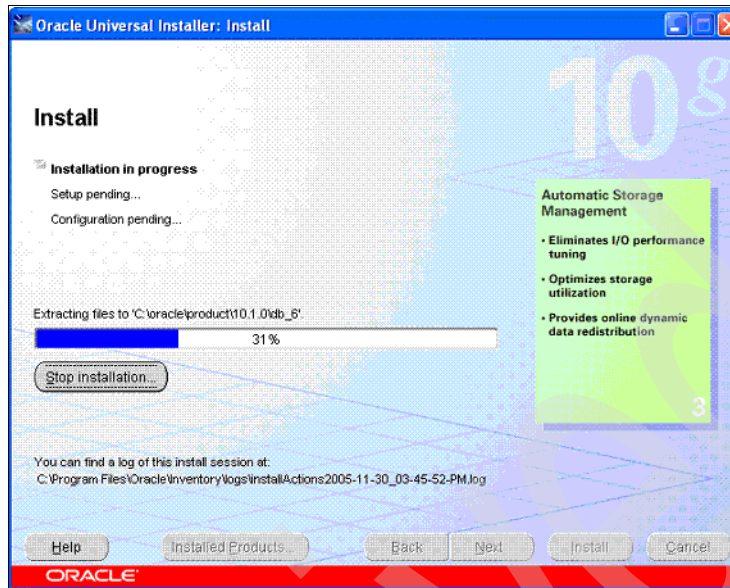 Oracle Universal Installer: Install
10g
Install
Installation in progress
Setup pending...
Configuration pending...
Automatic Storage
Management
· Eliminates I/O performance
tuning
· Optimizes storage
utilization
· Provides online dynamic
data redistribution
3
Extracting files to 'C:\oracle\product\10.1.0\db_6'.
31%
Stop installation...
You can find a log of this install session at:
C:\Program Files\Oracle\Inventory\logs\installActions2005-11-30_03-45-52-PM.log
Help Installed Products... Back Next Install Cancel
ORACLE